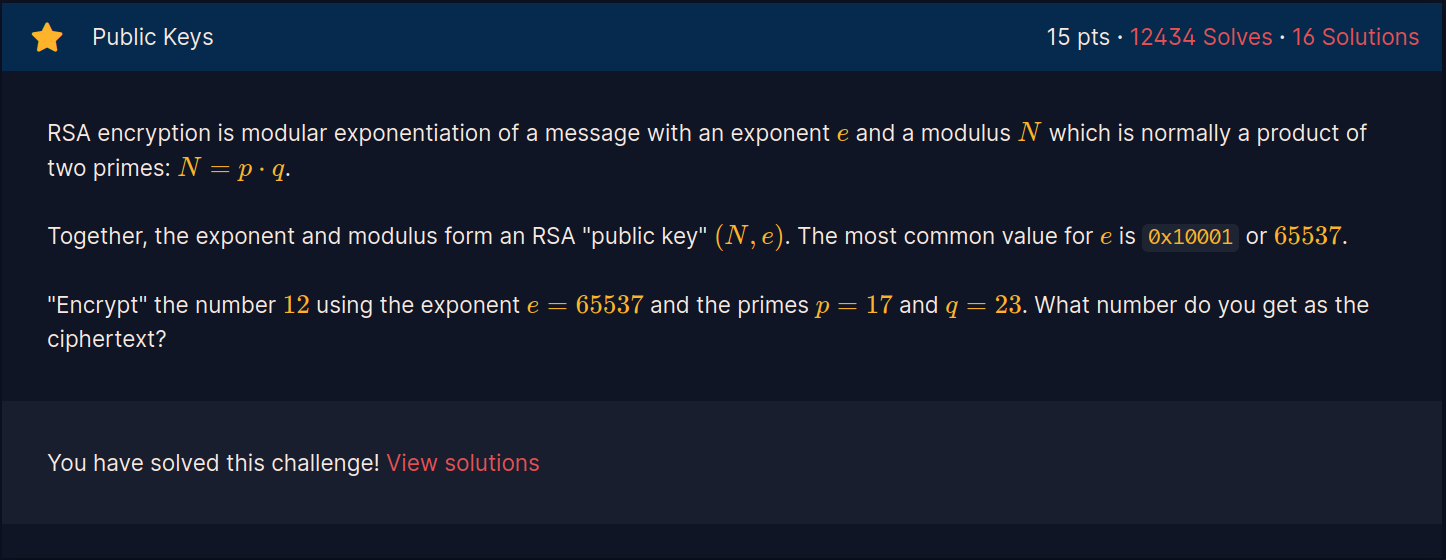 Public Keys
15 pts · 12434 Solves · 16 Solutions
RSA encryption is modular exponentiation of a message with an exponent e and a modulus N which is normally a product of
two primes: N = p · q.
Together, the exponent and modulus form an RSA "public key" (N, e). The most common value for e is 0x10001 or 65537.
"Encrypt" the number 12 using the exponent e = 65537 and the primes p = 17 and q = 23. What number do you get as the
ciphertext?
You have solved this challenge! View solutions